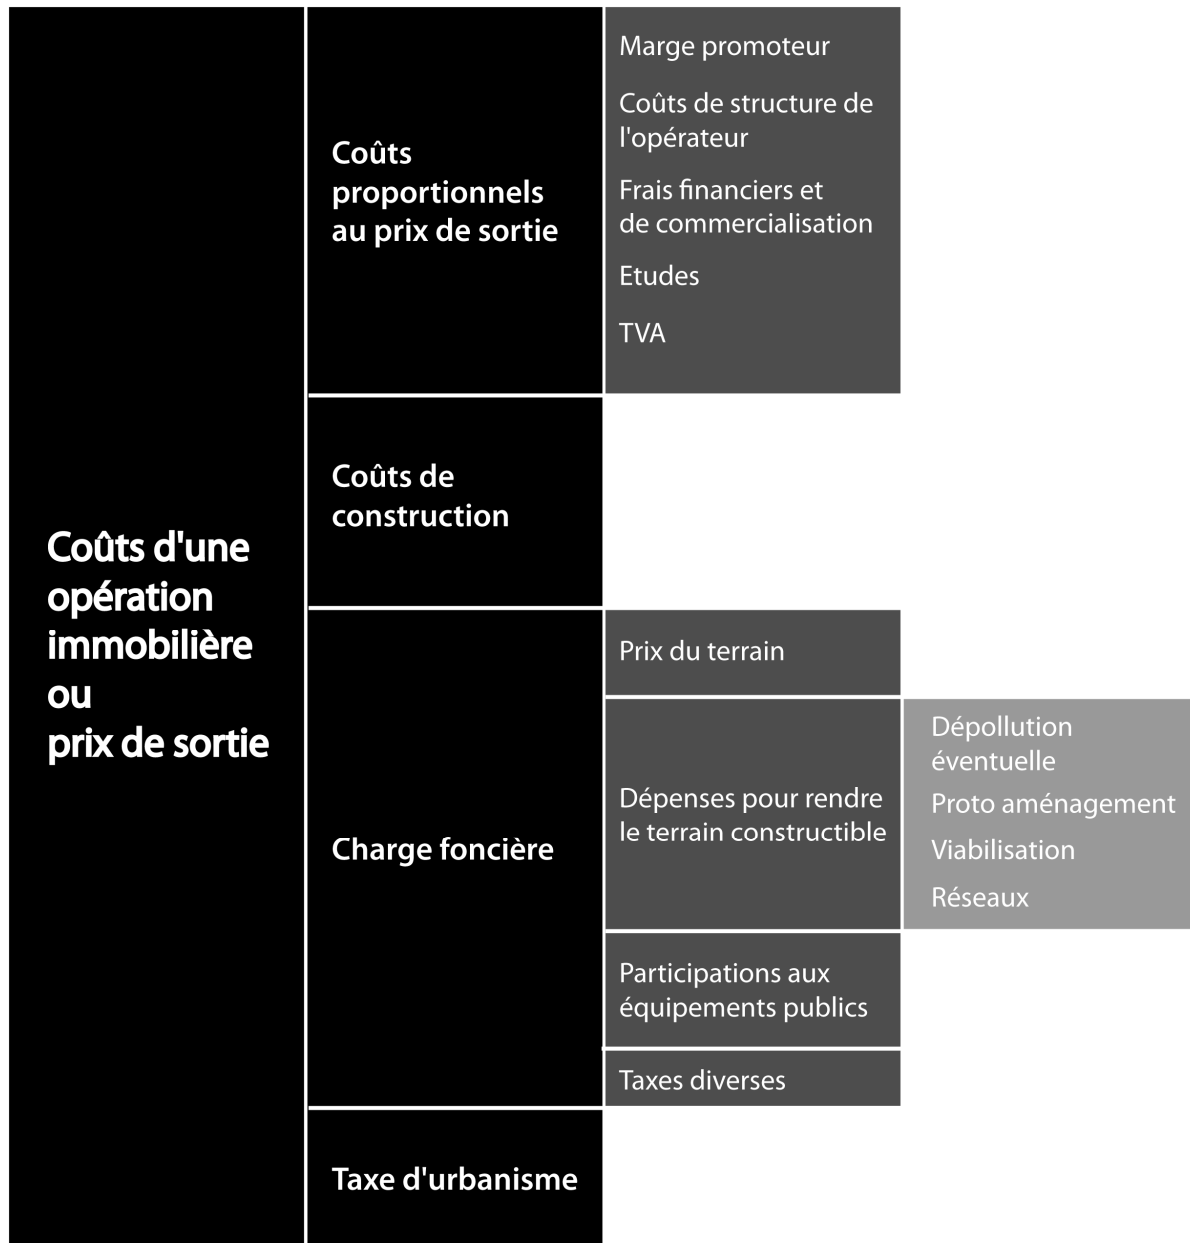 Coûts d'une
opération
immobilière
ou
prix de sortie
Coûts
proportionnels
au prix de sortie
Marge promoteur
Coûts de structure de
l'opérateur
Frais financiers et
de commercialisation
Etudes
TVA
Coûts de
construction
Charge foncière
Prix du terrain
Dépenses pour rendre
le terrain constructible
Dépollution
éventuelle
Proto aménagement
Viabilisation
Réseaux
Participations aux
équipements publics
Taxes diverses
Taxe d'urbanisme